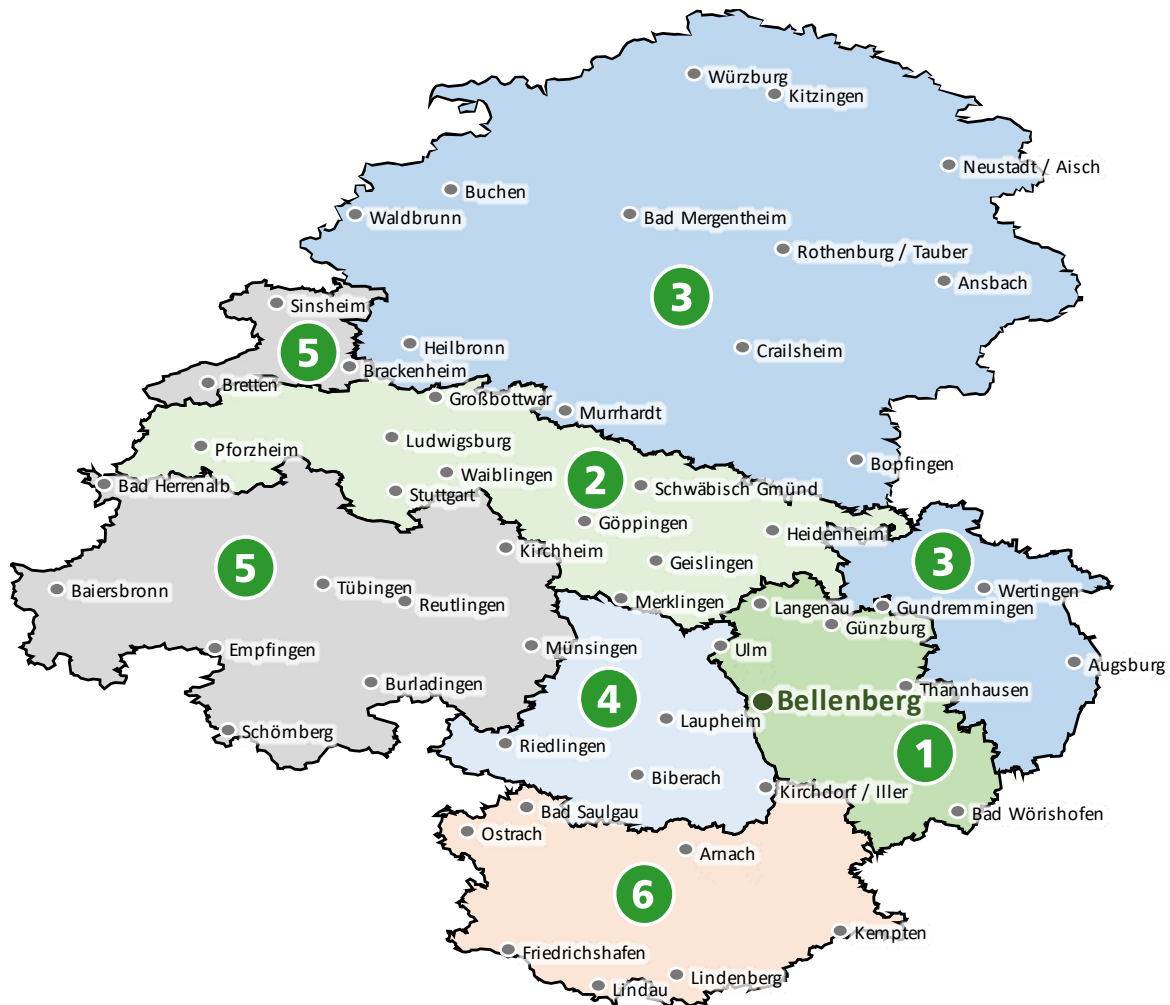 Würzburg
Kitzingen
Neustadt / Aisch
Buchen
Waldbrunn
Bad Mergentheim
Rothenburg / Tauber
Ansbach
3
Sinsheim
Heilbronn
Crailsheim
5
Brackenheim
Bretten
Großbottwar
Murrhardt
Ludwigsburg
Pforzheim
Bopfingen
Waiblingen
2
Bad Herrenalb
Stuttgart
Schwäbisch Gmünd
Göppingen
Heidenheim
Kirchheim
Geislingen
3
5
Baiersbronn
Tübingen
Reutlingen
Merklingen
Langenau
Wertingen
Gundremmingen
Günzburg
Empfingen
Münsingen
Ulm
Augsburg
Burladingen
Thannhausen
4
Bellenberg
Laupheim
Schömberg
Riedlingen
1
Biberach
Kirchdorf / Iller
Bad Saulgau
Bad Wörishofen
Ostrach
Arnach
6
Kempten
Friedrichshafen
Lindenberg
Lindau